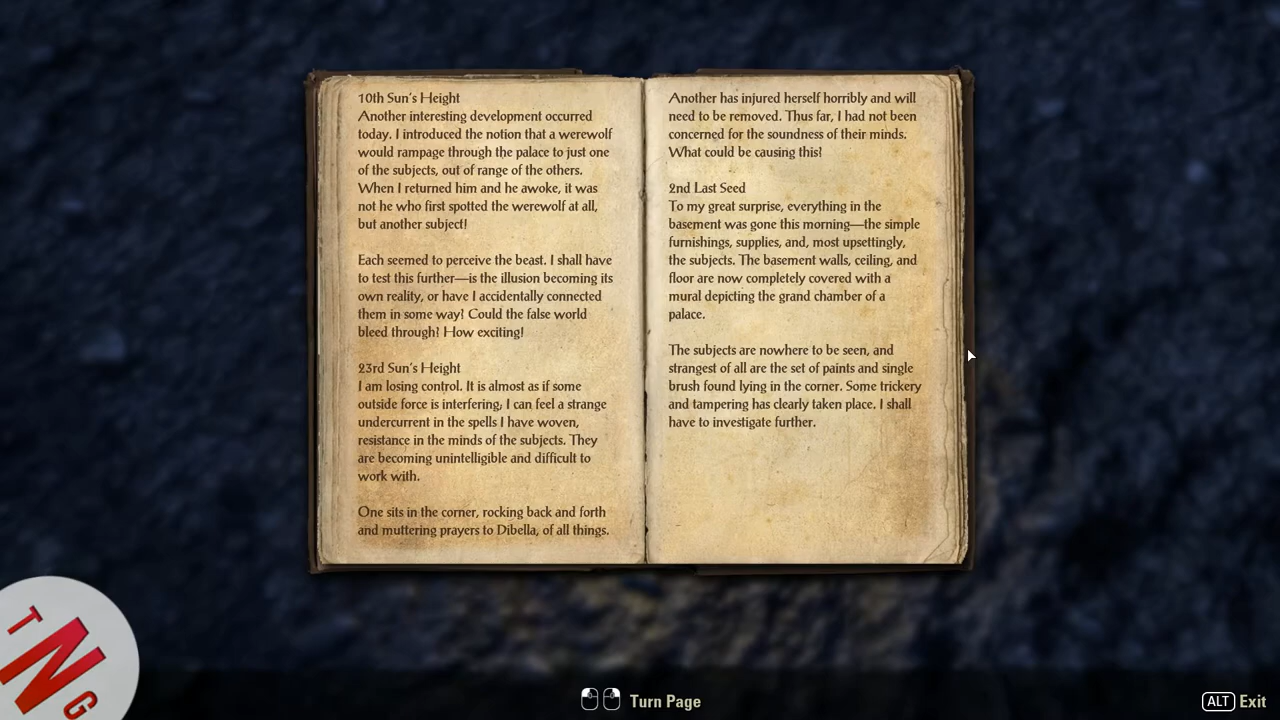 10th Sun's Height
Another interesting development occurred
today. I introduced the notion that a werewolf
would rampage through the palace to just one
of the subjects, out of range of the others.
When I returned him and he awoke, it was
not he who first spotted the werewolf at all,
but another subject!
Each seemed to perceive the beast. I shall have
to test this further—is the illusion becoming its
own reality, or have I accidentally connected
them in some way? Could the false world
bleed through? How exciting!
23rd Sun's Height
I am losing control. It is almost as if some
outside force is interfering; I can feel a strange
undercurrent in the spells I have woven,
resistance in the minds of the subjects. They
are becoming unintelligible and difficult to
work with.
One sits in the corner, rocking back and forth
and muttering prayers to Dibella, of all things.
Another has injured herself horribly and will
need to be removed. Thus far, I had not been
concerned for the soundness of their minds.
What could be causing this?
2nd Last Seed
To my great surprise, everything in the
basement was gone this morning—the simple
furnishings, supplies, and, most upsettingly,
the subjects. The basement walls, ceiling, and
floor are now completely covered with a
mural depicting the grand chamber of a
palace.
The subjects are nowhere to be seen, and
strangest of all are the set of paints and single
brush found lying in the corner. Some trickery
and tampering has clearly taken place. I shall
have to investigate further.
TNG
Turn Page
ALT Exit